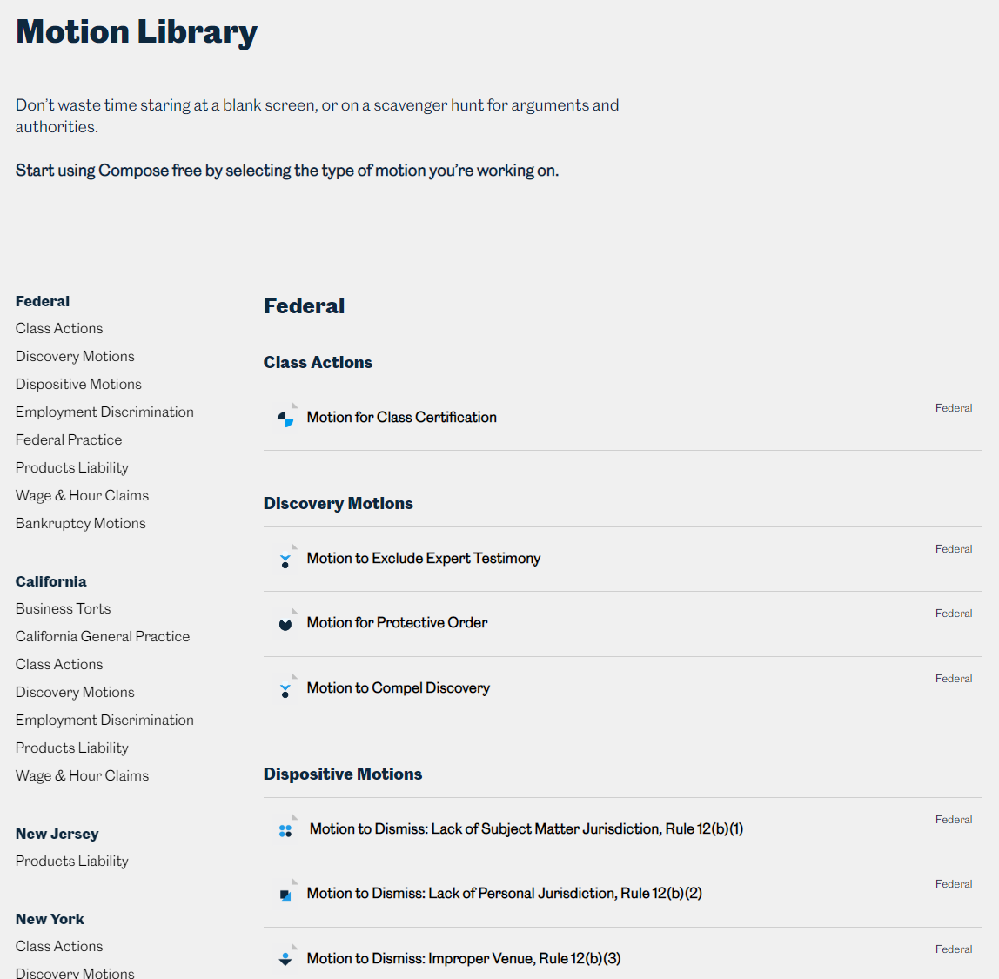 Motion Library
Don't waste time staring at a blank screen, or on a scavenger hunt for arguments and
authorities.
Start using Compose free by selecting the type of motion you're working on.
Federal
Class Actions
Discovery Motions
Dispositive Motions
Employment Discrimination
Federal Practice
Products Liability
Wage & Hour Claims
Bankruptcy Motions
California
Business Torts
California General Practice
Class Actions
Discovery Motions
Employment Discrimination
Products Liability
Wage & Hour Claims
New Jersey
Products Liability
New York
Class Actions
Discovery Motions
Federal
Class Actions
Motion for Class Certification
Federal
Discovery Motions
Motion to Exclude Expert Testimony
Federal
Motion for Protective Order
Federal
Motion to Compel Discovery
Federal
Dispositive Motions
Motion to Dismiss: Lack of Subject Matter Jurisdiction, Rule 12(b)(1)
Federal
Motion to Dismiss: Lack of Personal Jurisdiction, Rule 12(b)(2)
Federal
Motion to Dismiss: Improper Venue, Rule 12(b)(3)
Federal